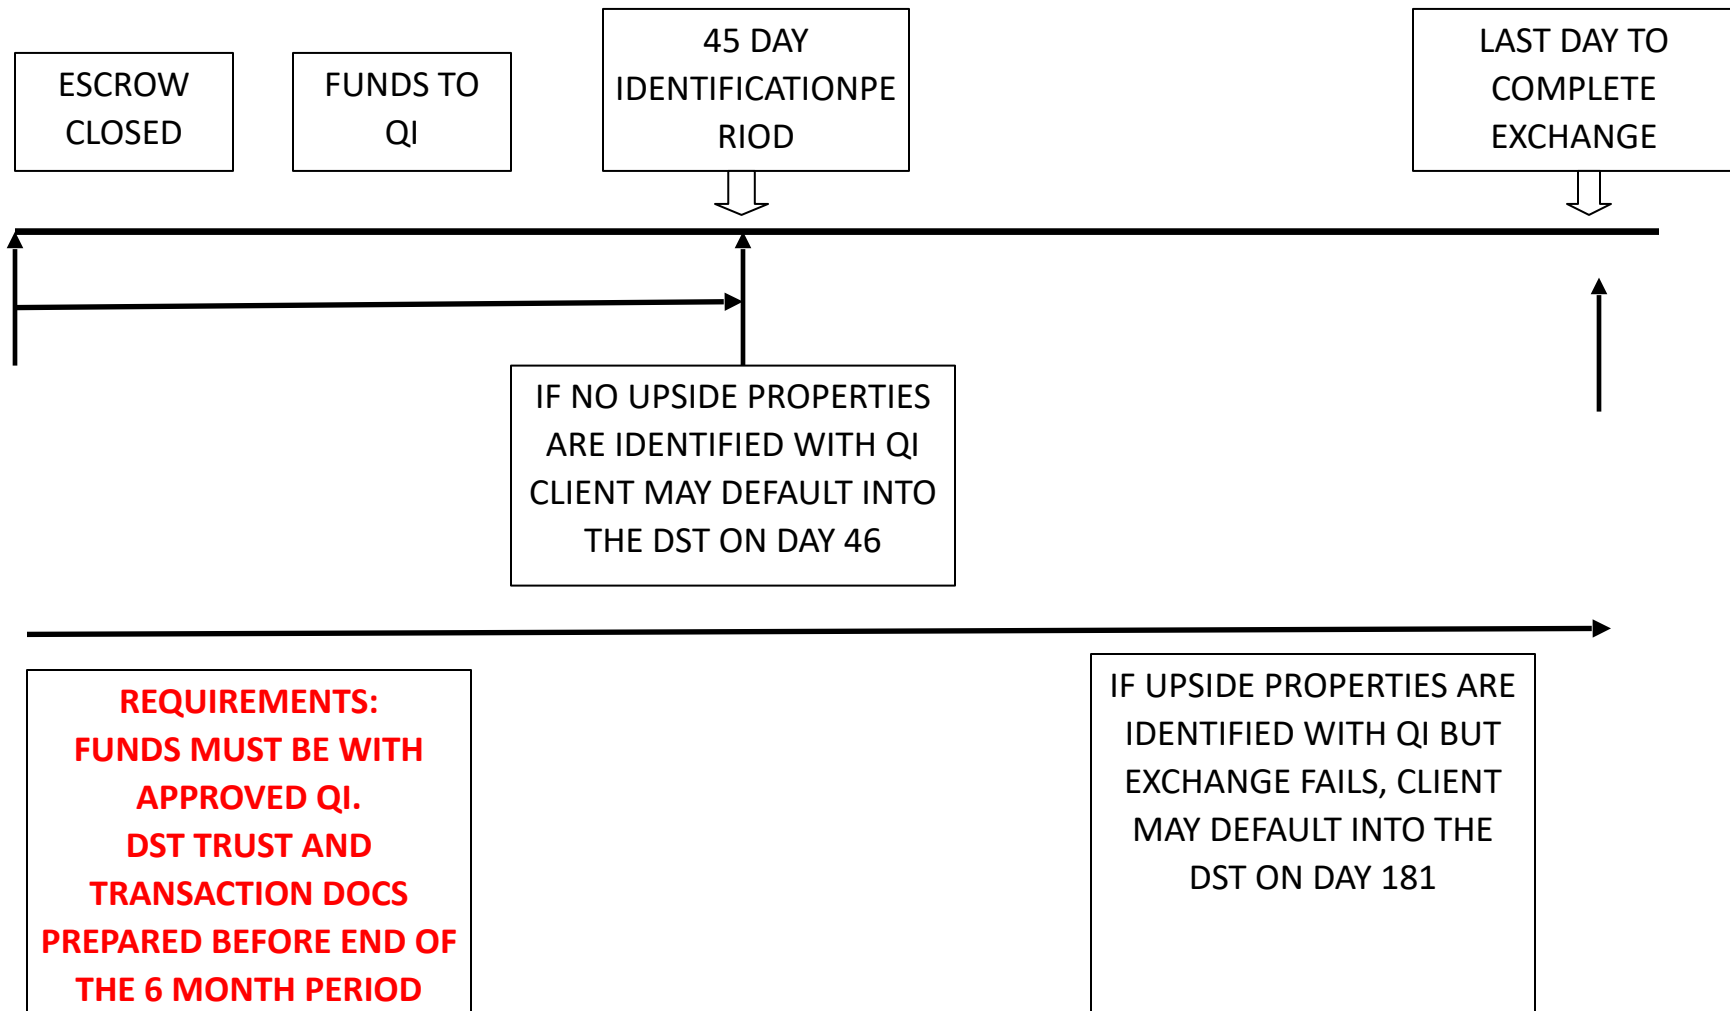 ESCROW
CLOSED
FUNDS TO
QI
45 DAY
IDENTIFICATIONPE
RIOD
LAST DAY TO
COMPLETE
EXCHANGE
IF NO UPSIDE PROPERTIES
ARE IDENTIFIED WITH QI
CLIENT MAY DEFAULT INTO
THE DST ON DAY 46
REQUIREMENTS:
FUNDS MUST BE WITH
APPROVED QI.
DST TRUST AND
TRANSACTION DOCS
PREPARED BEFORE END OF
THE 6 MONTH PERIOD
IF UPSIDE PROPERTIES ARE
IDENTIFIED WITH QI BUT
EXCHANGE FAILS, CLIENT
MAY DEFAULT INTO THE
DST ON DAY 181